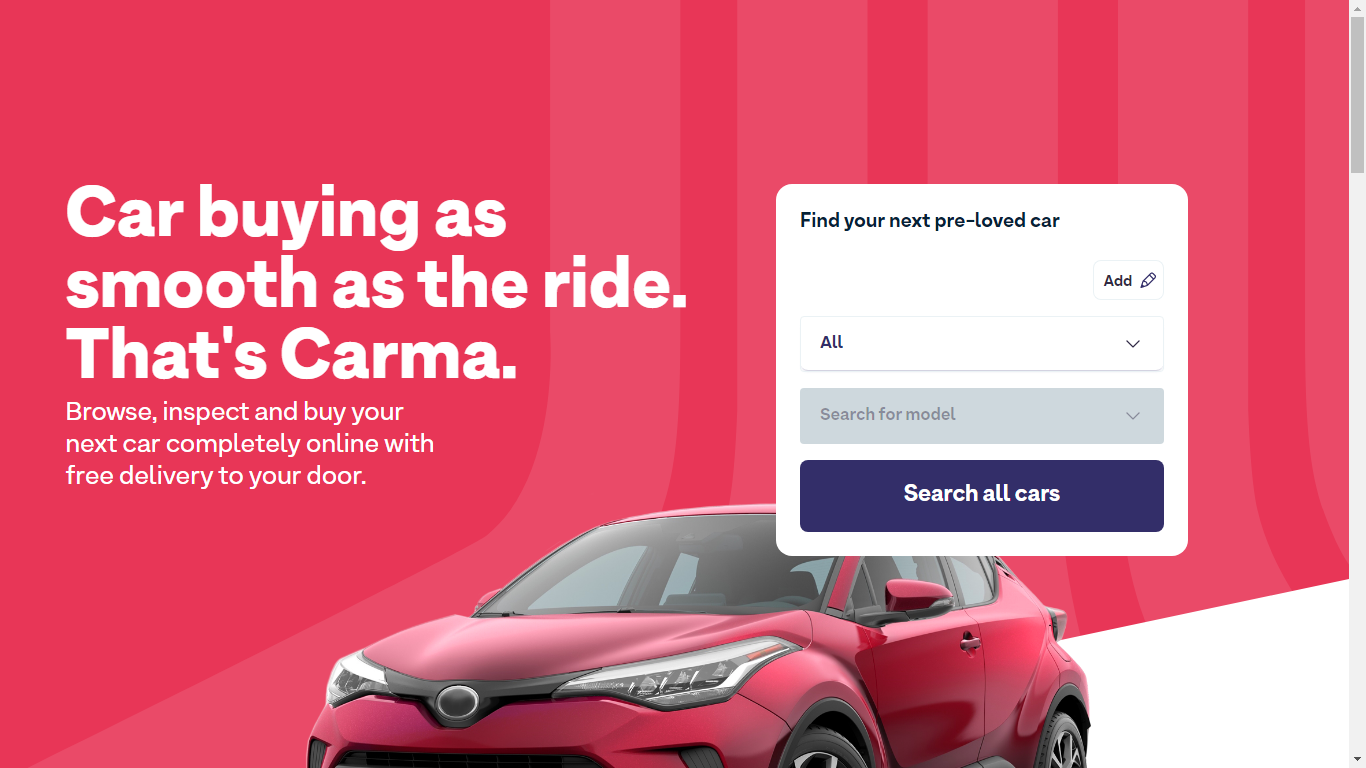 Car buying as
smooth as the ride.
That's Carma.
Browse, inspect and buy your
next car completely online with
free delivery to your door.
Find your next pre-loved car
Add
All
Search for model
Search all cars